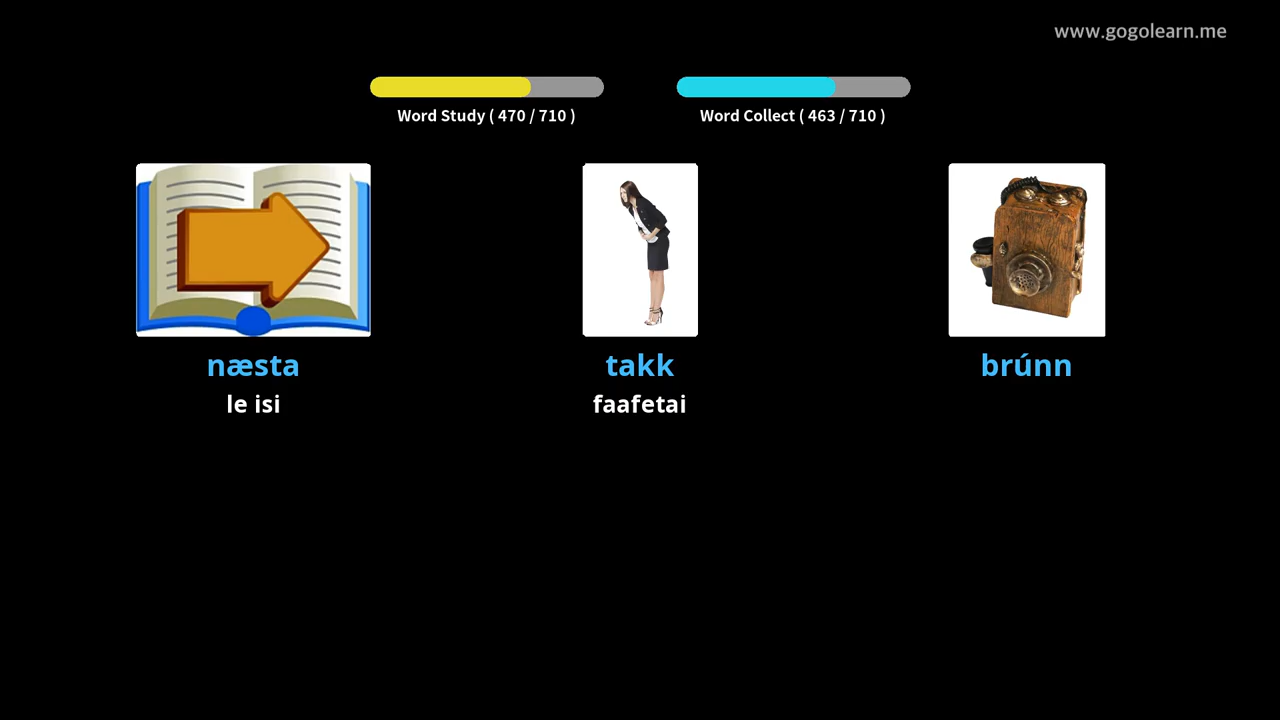 www.gogolearn.me
Word Study ( 470 / 710 )
Word Collect ( 463 / 710 )
næsta
takk
brúnn
le isi
faafetai